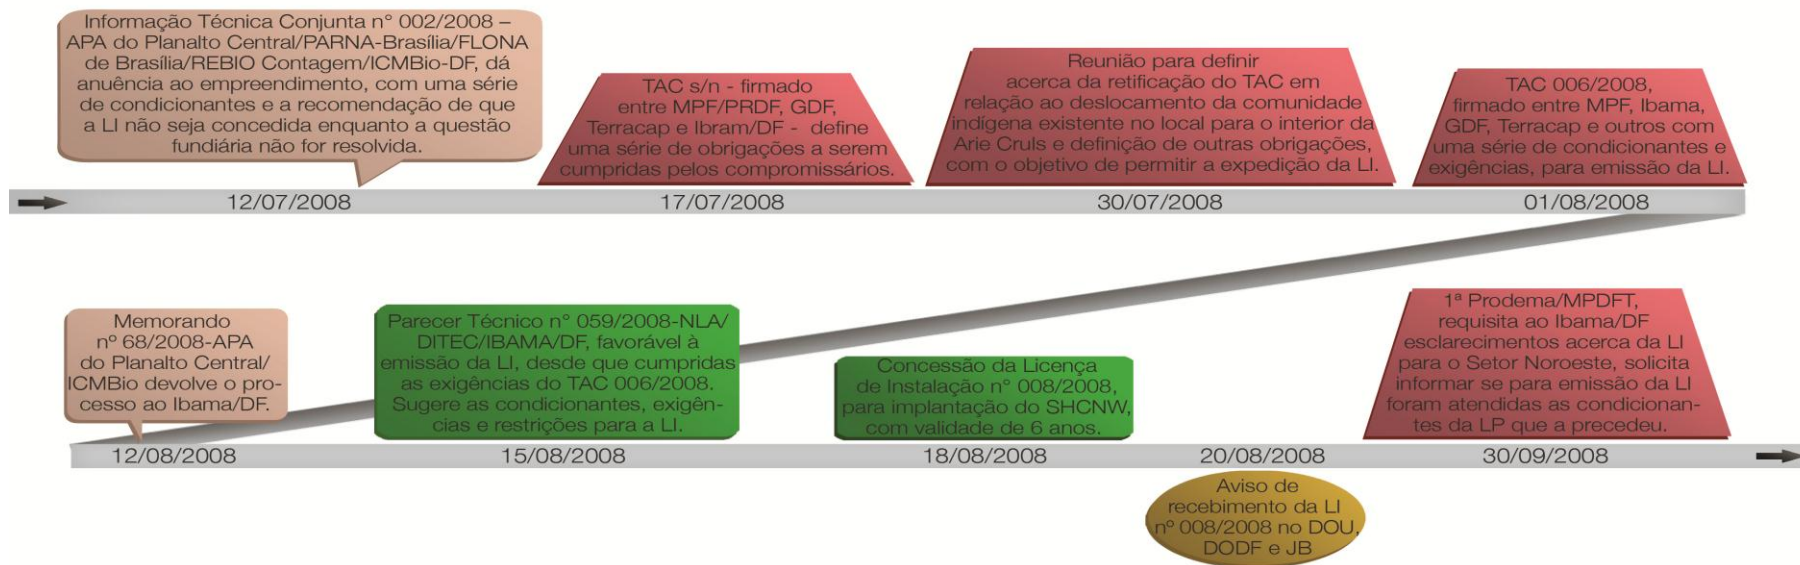 Informação Técnica Conjunta n° 002/2008 –
APA do Planalto Central/PARNA-Brasília/FLONA
de Brasília/REBIO Contagem/ICMBio-DF, dá
anuência ao empreendimento, com uma série
de condicionantes e a recomendação de que
a LI não seja concedida enquanto a questão
fundiária não for resolvida.
12/07/2008
TAC s/n - firmado
entre MPF/PRDF, GDF,
Terracap e Ibram/DF - define
uma série de obrigações a serem
cumpridas pelos compromissários.
17/07/2008
Reunião para definir
acerca da retificação do TAC em
relação ao deslocamento da comunidade
indígena existente no local para o interior da
Arie Cruls e definição de outras obrigações,
com o objetivo de permitir a expedição da LI.
30/07/2008
TAC 006/2008,
firmado entre MPF, Ibama,
GDF, Terracap e outros com
uma série de condicionantes e
exigências, para emissão da LI.
01/08/2008
Memorando
nº 68/2008-APA
do Planalto Central/
ICMBio devolve o pro-
cesso ao Ibama/DF.
12/08/2008
Parecer Técnico n° 059/2008-NLA/
DITEC/IBAMA/DF, favorável à
emissão da LI, desde que cumpridas
as exigências do TAC 006/2008.
Sugere as condicionantes, exigên-
cias e restrições para a LI.
15/08/2008
Concessão da Licença
de Instalação n° 008/2008,
para implantação do SHCNW,
com validade de 6 anos.
18/08/2008
20/08/2008
Aviso de
recebimento da LI
nº 008/2008 no DOU,
DODF e JB
1ª Prodema/MPDFT,
requisita ao Ibama/DF
esclarecimentos acerca da LI
para o Setor Noroeste, solicita
informar se para emissão da LI
foram atendidas as condicionan-
tes da LP que a precedeu.
30/09/2008